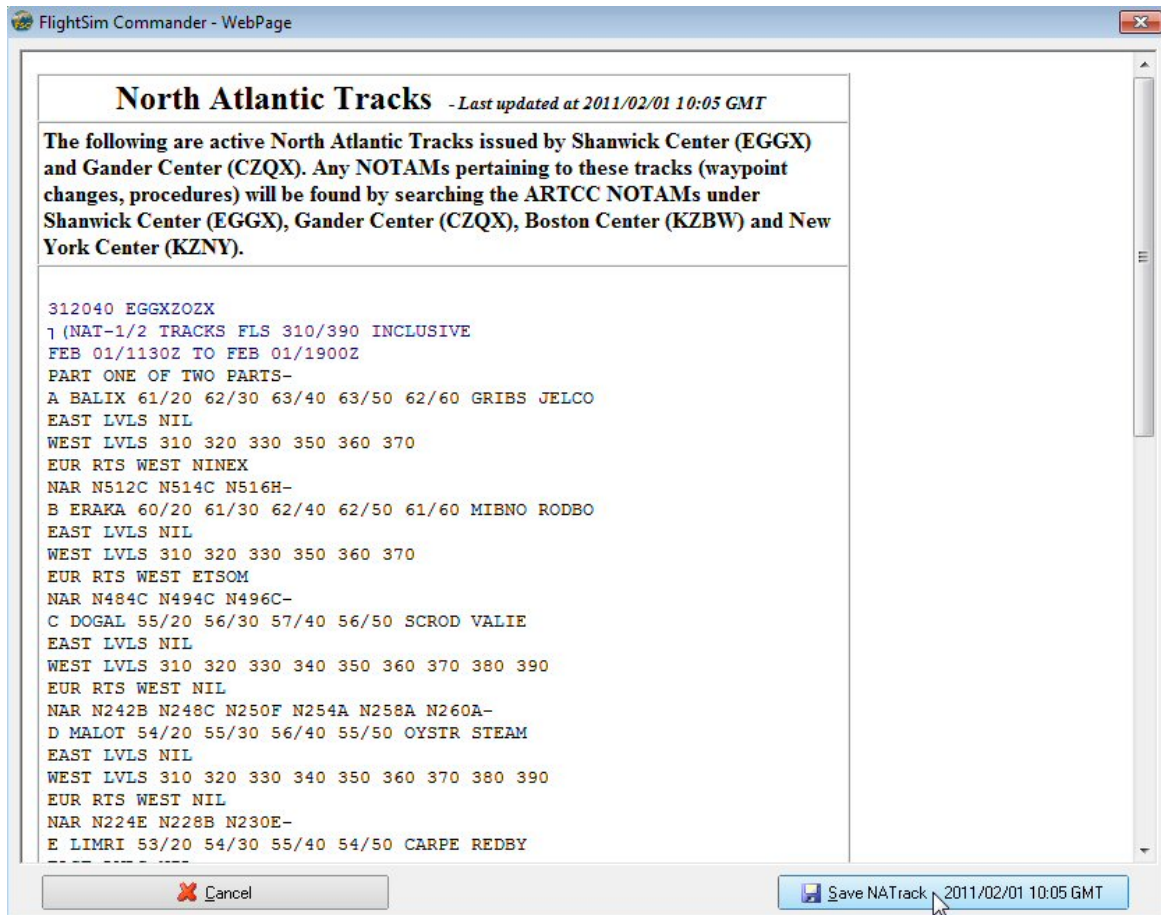 FlightSim Commander - WebPage
North Atlantic Tracks - Last updated at 2011/02/01 10:05 GMT
The following are active North Atlantic Tracks issued by Shanwick Center (EGGX)
and Gander Center (CZQX). Any NOTAMs pertaining to these tracks (waypoint
changes, procedures) will be found by searching the ARTCC NOTAMs under
Shanwick Center (EGGX), Gander Center (CZQX), Boston Center (KZBW) and New
York Center (KZNY).
312040 EGGXZOZX
(NAT-1/2 TRACKS FLS 310/390 INCLUSIVE
FEB 01/1130Z TO FEB 01/1900Z
PART ONE OF TWO PARTS-
A BALIX 61/20 62/30 63/40 63/50 62/60 GRIBS JELCO
EAST LVLS NIL
WEST LVLS 310 320 330 350 360 370
EUR RTS WEST NINEX
NAR N512C N514C N516H-
B ERAKA 60/20 61/30 62/40 62/50 61/60 MIBNO RODBO
EAST LVLS NIL
WEST LVLS 310 320 330 350 360 370
EUR RTS WEST ETSOM
NAR N484C N494C N496C-
C DOGAL 55/20 56/30 57/40 56/50 SCROD VALIE
EAST LVLS NIL
WEST LVLS 310 320 330 340 350 360 370 380 390
EUR RTS WEST NIL
NAR N242B N248C N250F N254A N258A N260A-
D MALOT 54/20 55/30 56/40 55/50 OYSTR STEAM
EAST LVLS NIL
WEST LVLS 310 320 330 340 350 360 370 380 390
EUR RTS WEST NIL
NAR N224E N228B N230E-
E LIMRI 53/20 54/30 55/40 54/50 CARPE REDBY
Cancel
Save NATrack - 2011/02/01 10:05 GMT